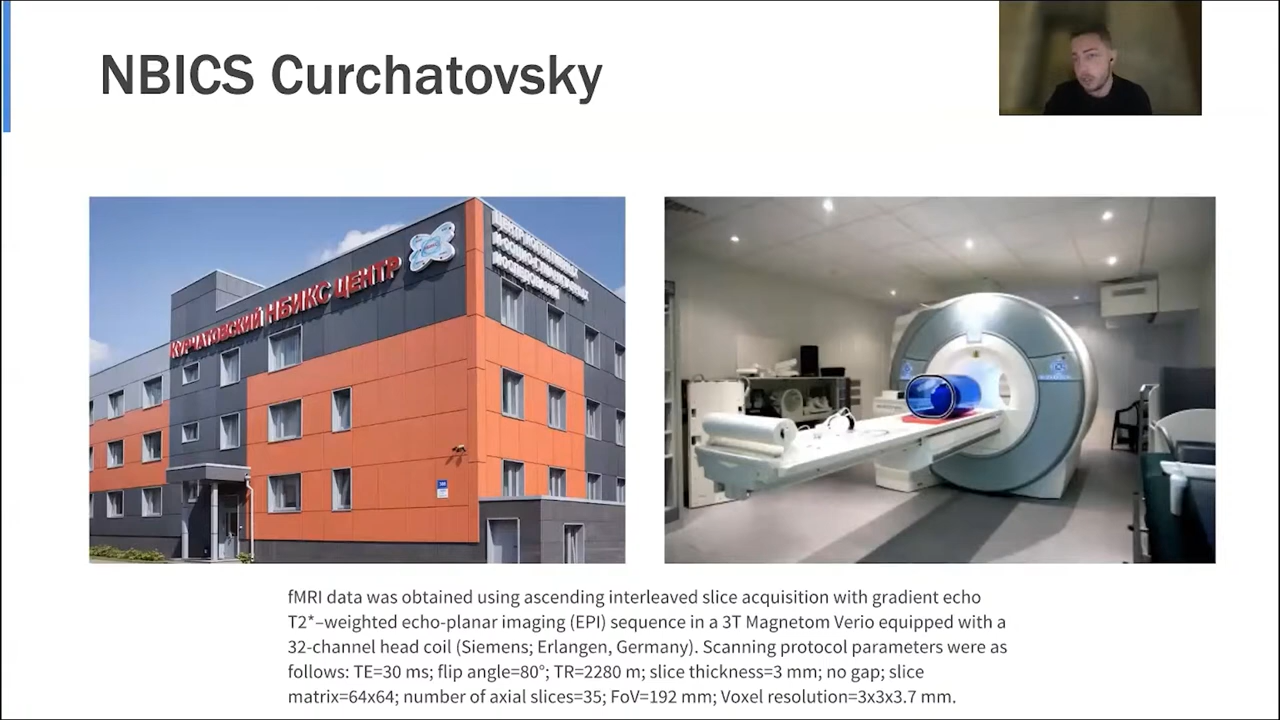 NBICS Curchatovsky
КУРЧАТОВСКИЙ НБИКС ЦЕНТР
fMRI data was obtained using ascending interleaved slice acquisition with gradient echo
T2*–weighted echo-planar imaging (EPI) sequence in a 3T Magnetom Verio equipped with a
32-channel head coil (Siemens; Erlangen, Germany). Scanning protocol parameters were as
follows: TE=30 ms; flip angle=80°; TR=2280 m; slice thickness=3 mm; no gap; slice
matrix=64x64; number of axial slices=35; FoV=192 mm; Voxel resolution=3x3x3.7 mm.